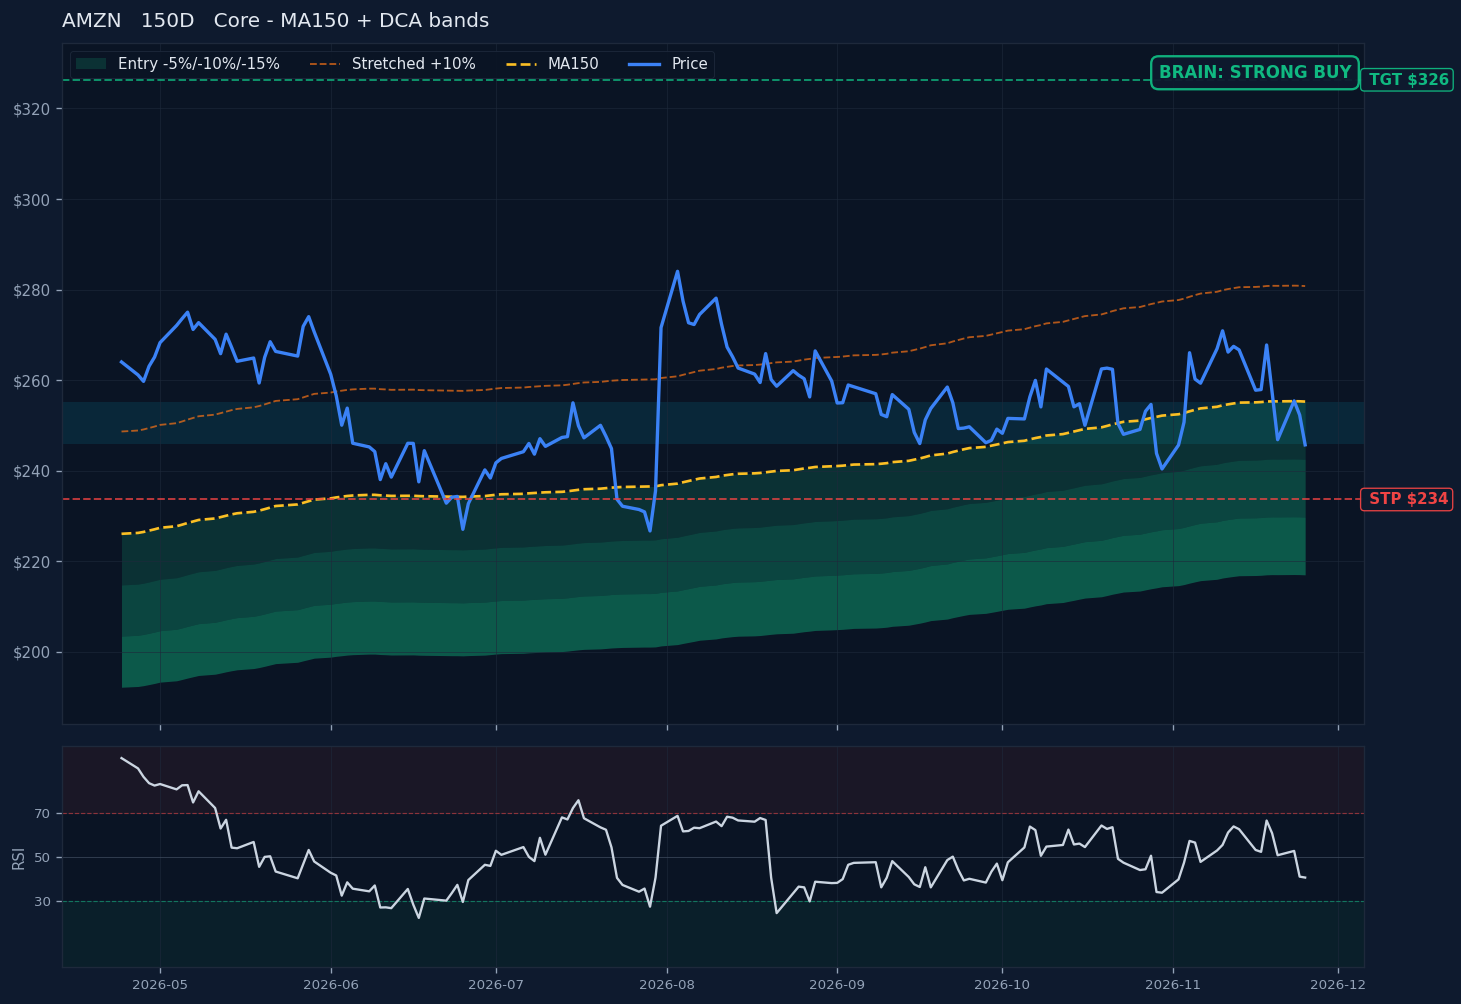 AMZN 150D Core - MA150 + DCA bands
Entry -5%/-10%/-15% Stretched +10% MA150 Price
BRAIN: STRONG BUY
TGT $326
$320
$300
$280
$260
$240
STP $234
$220
$200
RSI
70
50
30
2026-05 2026-06 2026-07 2026-08 2026-09 2026-10 2026-11 2026-12